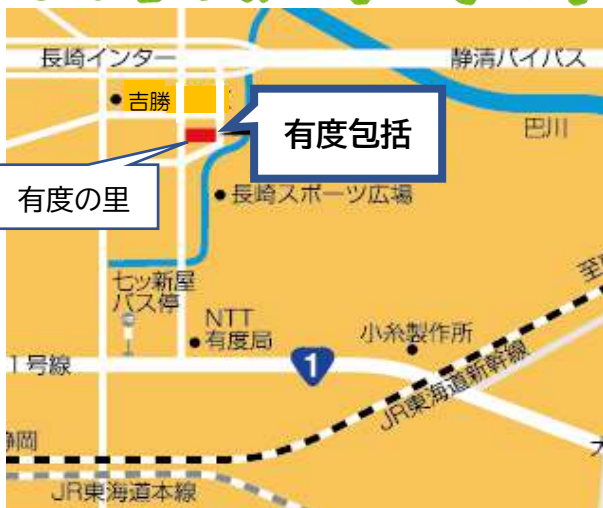 長崎インター
静清バイパス
吉勝
有度包括
巴川
有度の里
長崎スポーツ広場
七ッ新屋
バス停
NTT
有度局
小糸製作所
1号線
1
JR東海道新幹線
JR東海道本線